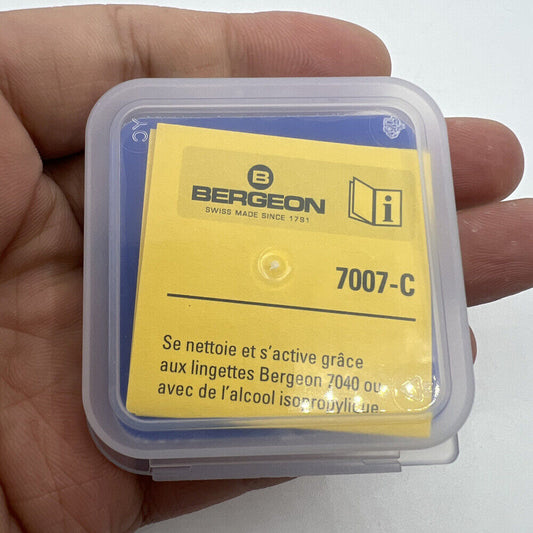 B
BERGEON
SWISS MADE SINCE 1791
i
7007-C
Se nettoie et s'active grâce
aux lingettes Bergeon 7040 ou
avec de l'alcool isopropylique